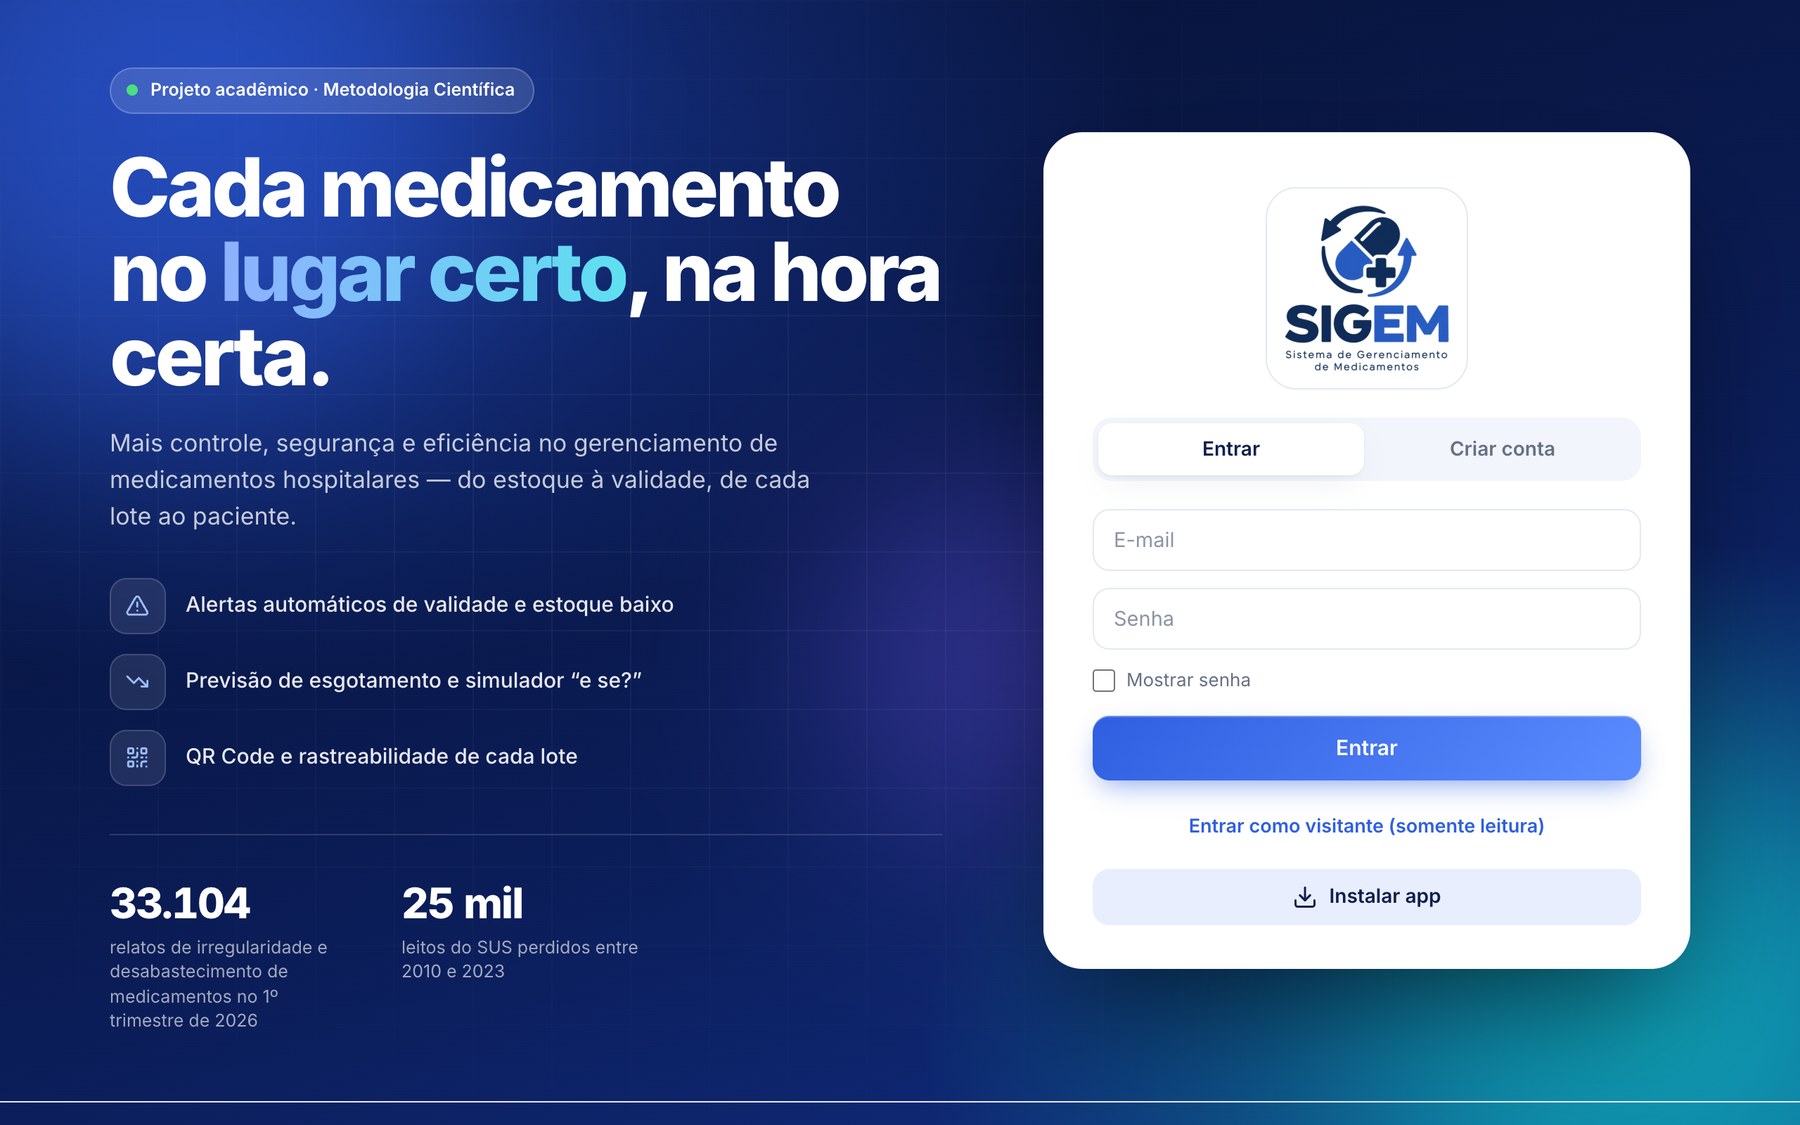 Projeto acadêmico · Metodologia Científica
Cada medicamento
no lugar certo, na hora
certa.
Mais controle, segurança e eficiência no gerenciamento de
medicamentos hospitalares — do estoque à validade, de cada
lote ao paciente.
Alertas automáticos de validade e estoque baixo
Previsão de esgotamento e simulador “e se?”
QR Code e rastreabilidade de cada lote
33.104
relatos de irregularidade e
desabastecimento de
medicamentos no 1º
trimestre de 2026
25 mil
leitos do SUS perdidos entre
2010 e 2023
SIGEM
Sistema de Gerenciamento
de Medicamentos
Entrar
Criar conta
E-mail
Senha
Mostrar senha
Entrar
Entrar como visitante (somente leitura)
Instalar app